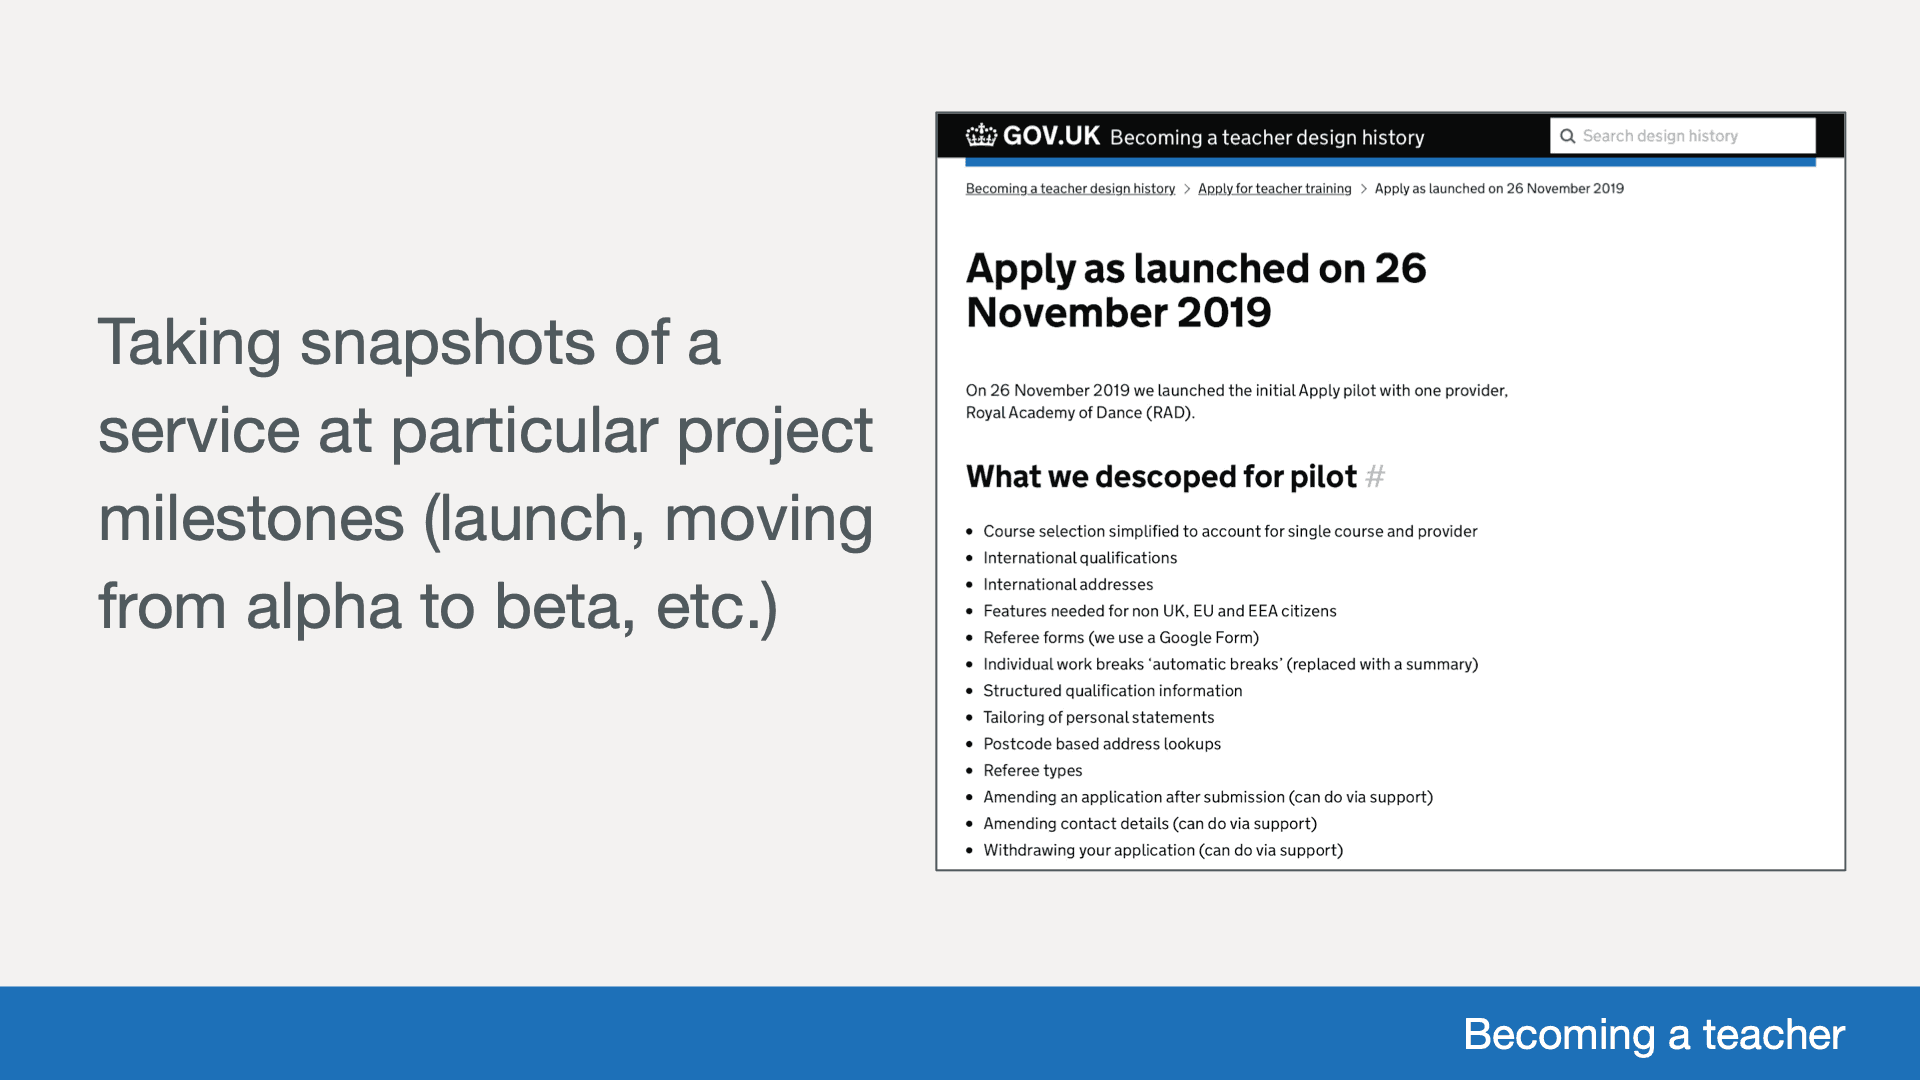 Taking snapshots of a
service at particular project
milestones (launch, moving
from alpha to beta, etc.)
GOV.UK Becoming a teacher design history
Search design history
Becoming a teacher design history > Apply for teacher training > Apply as launched on 26 November 2019
Apply as launched on 26
November 2019
On 26 November 2019 we launched the initial Apply pilot with one provider,
Royal Academy of Dance (RAD).
What we descoped for pilot #
• Course selection simplified to account for single course and provider
• International qualifications
• International addresses
• Features needed for non UK, EU and EEA citizens
• Referee forms (we use a Google Form)
• Individual work breaks ‘automatic breaks’ (replaced with a summary)
• Structured qualification information
• Tailoring of personal statements
• Postcode based address lookups
• Referee types
• Amending an application after submission (can do via support)
• Amending contact details (can do via support)
• Withdrawing your application (can do via support)
Becoming a teacher